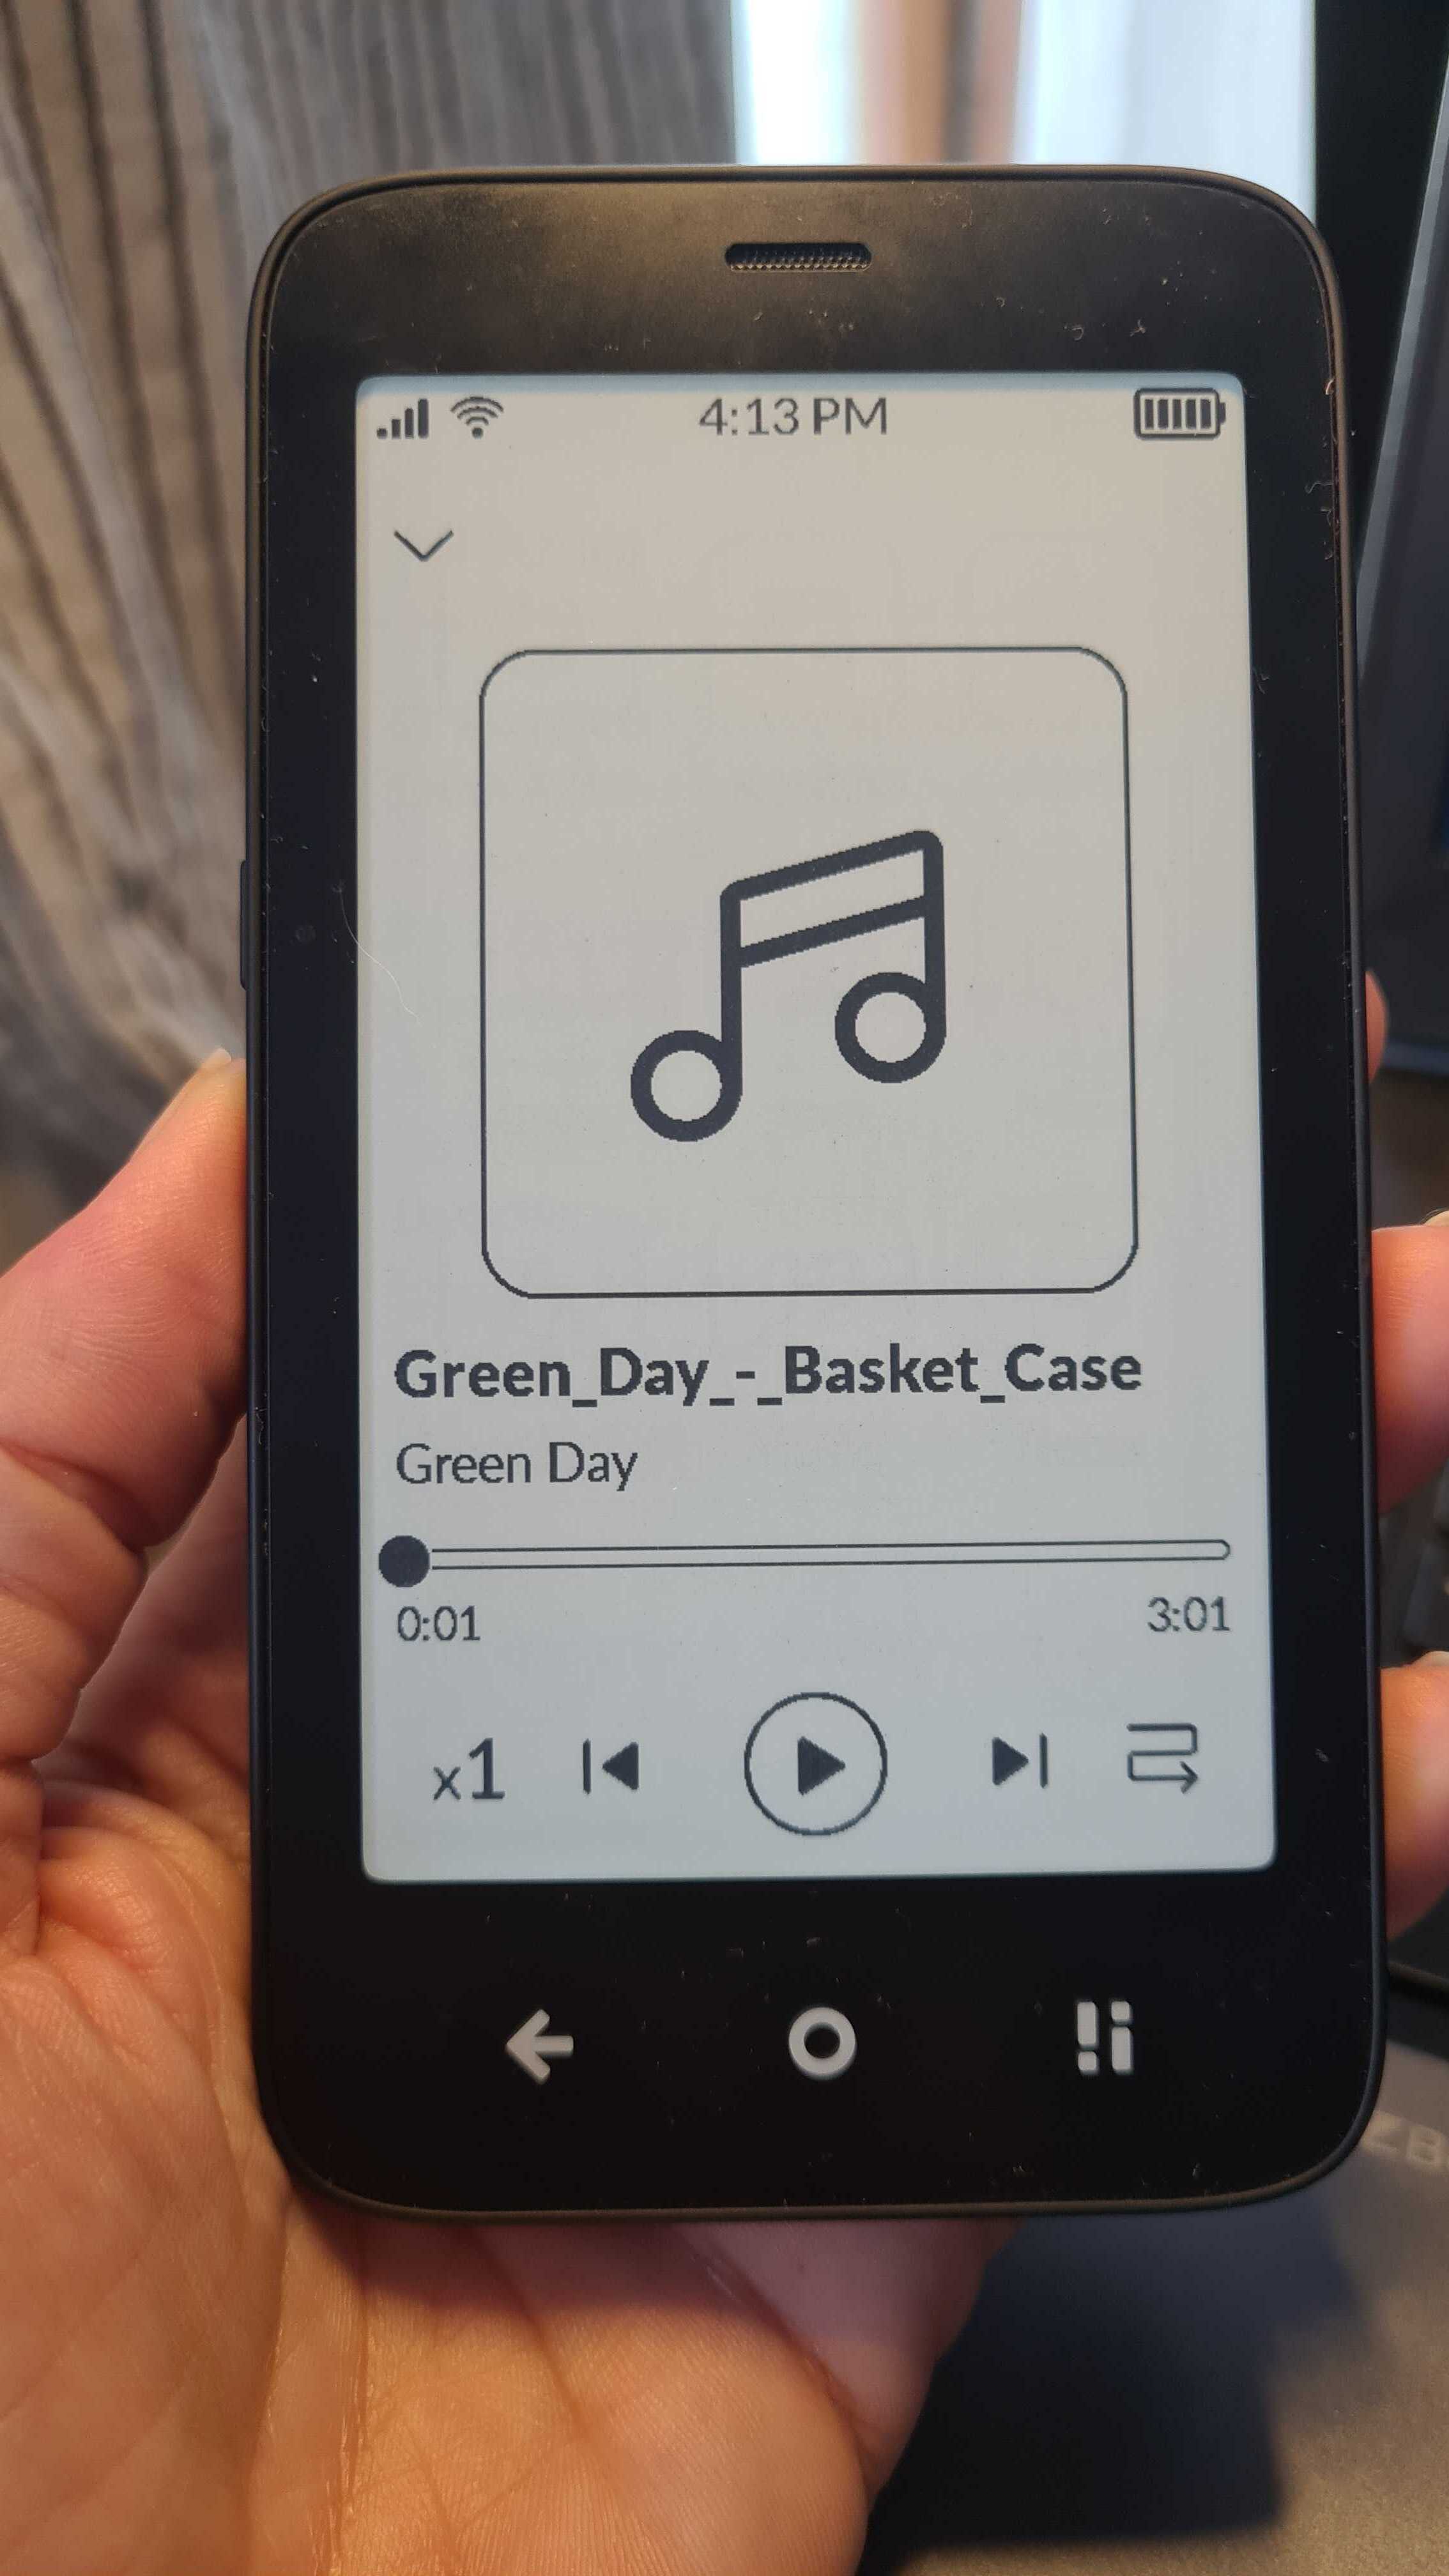 4:13 PM
Green_Day_-_Basket_Case
Green Day
0:01 3:01
x1